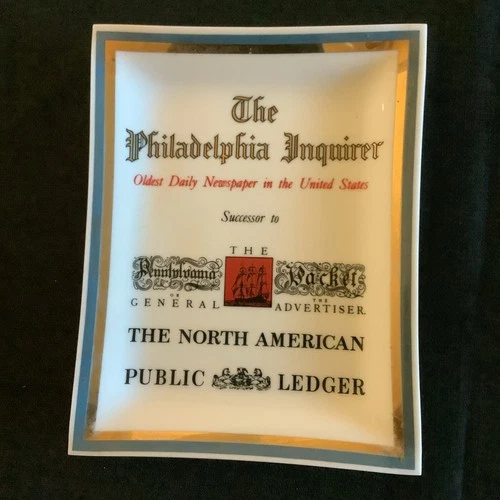 The
Philadelphia Inquirer
Oldest Daily Newspaper in the United States
Successor to
THE
Pennsylvania Packet
OR THE
GENERAL ADVERTISER
THE NORTH AMERICAN
PUBLIC LEDGER